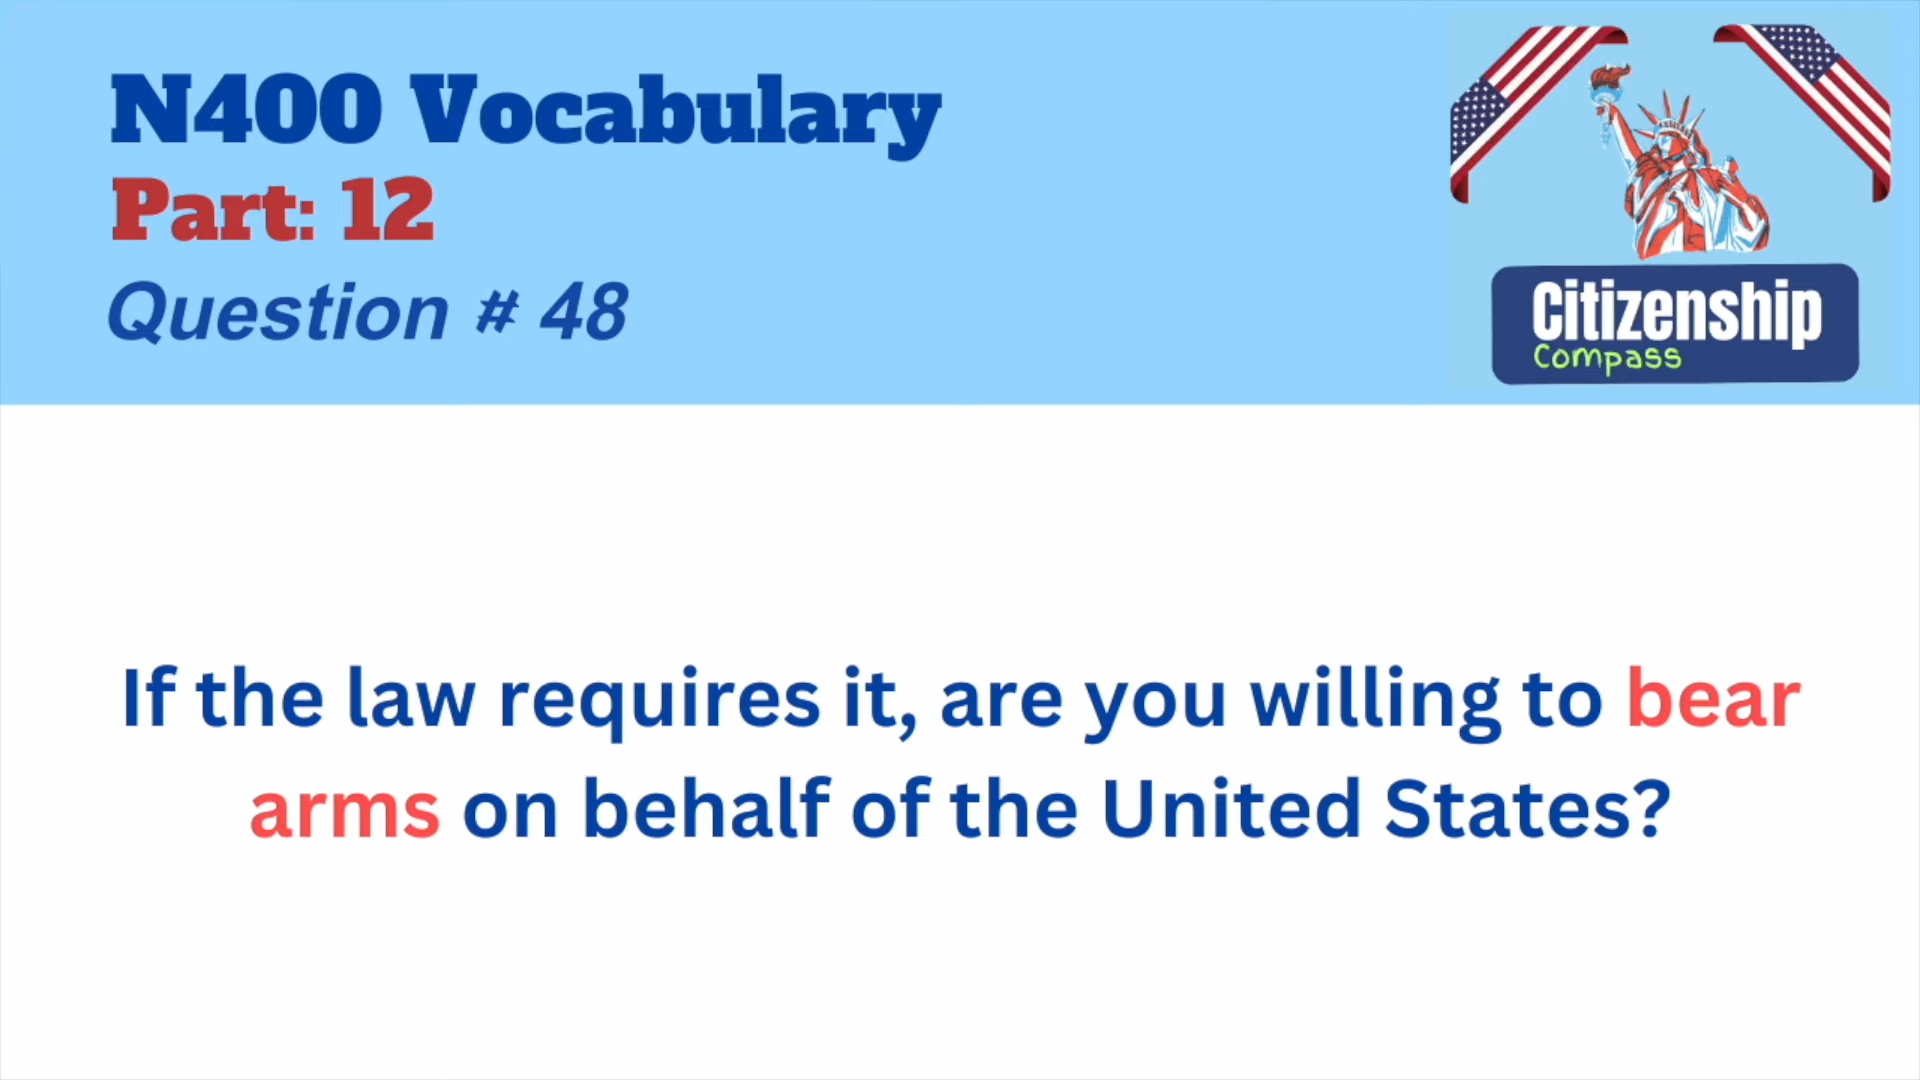 N400 Vocabulary
Part: 12
Question # 48
Citizenship
Compass
If the law requires it, are you willing to bear
arms on behalf of the United States?